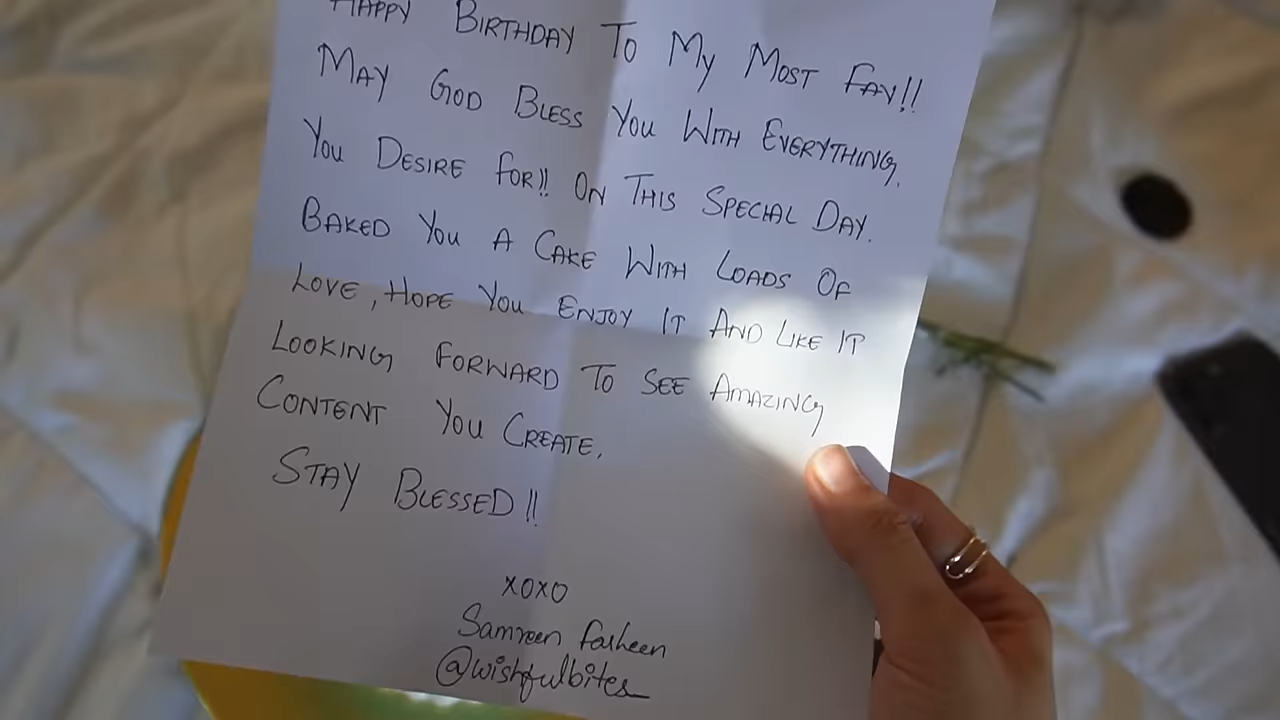 HAPPY BIRTHDAY TO MY MOST FAV!!
MAY GOD BLESS YOU WITH EVERYTHING,
YOU DESIRE FOR!! ON THIS SPECIAL DAY.
BAKED YOU A CAKE WITH LOADS OF
LOVE, HOPE YOU ENJOY IT AND LIKE IT
LOOKING FORWARD TO SEE AMAZING
CONTENT YOU CREATE,
STAY BLESSED!!
XOXO
Samreen Farheen
@wishfulbites